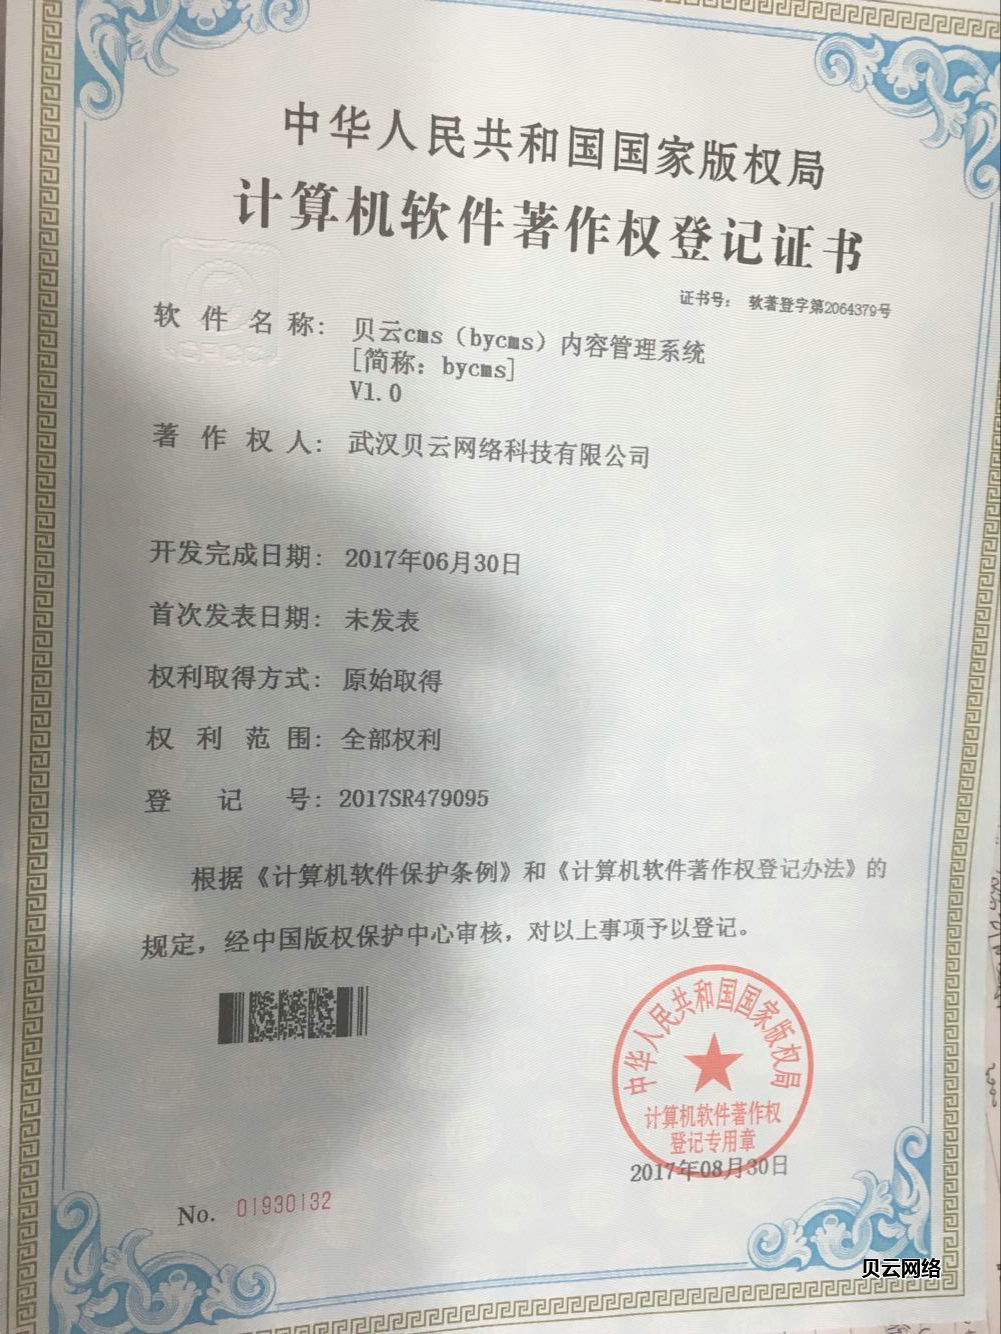 中华人民共和国国家版权局
计算机软件著作权登记证书
证书号： 软著登字第2064379号
软件名称： 贝云cms（bycms）内容管理系统
[简称：bycms]
V1.0
著作权人： 武汉贝云网络科技有限公司
开发完成日期： 2017年06月30日
首次发表日期： 未发表
权利取得方式： 原始取得
权利范围： 全部权利
登记号： 2017SR479095
根据《计算机软件保护条例》和《计算机软件著作权登记办法》的
规定，经中国版权保护中心审核，对以上事项予以登记。
中华人民共和国国家版权局
计算机软件著作权
登记专用章
2017年08月30日
No. 01930132
贝云网络